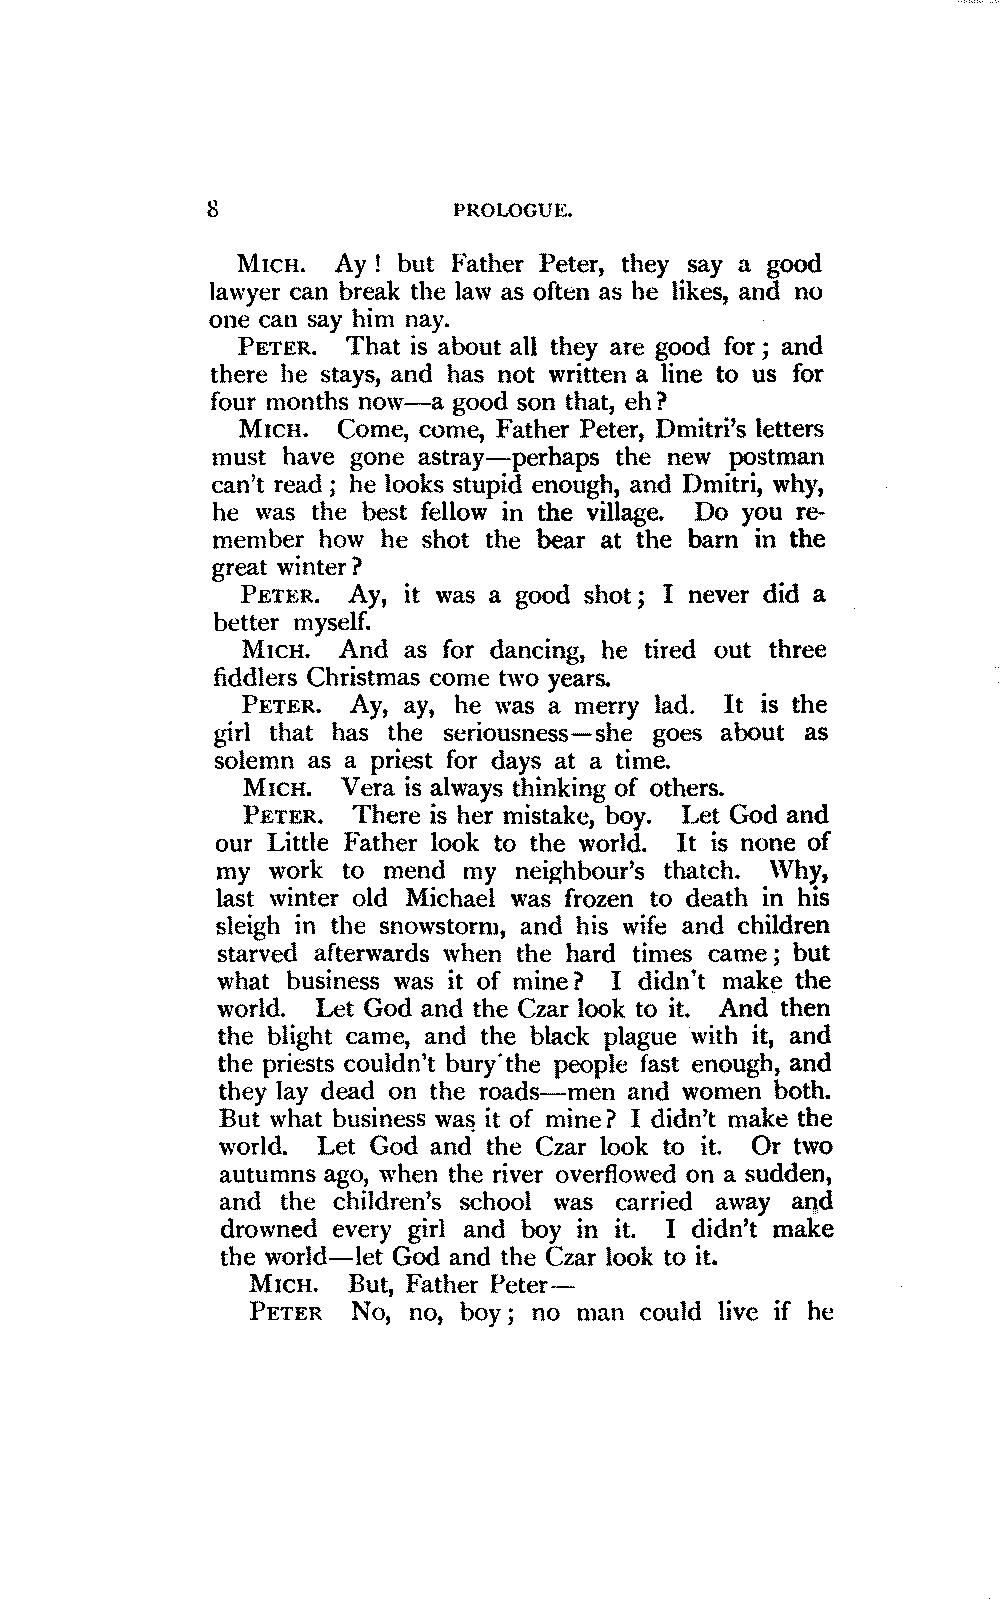 8 PROLOGUE.
MICH. Ay! but Father Peter, they say a good
lawyer can break the law as often as he likes, and no
one can say him nay.
PETER. That is about all they are good for; and
there he stays, and has not written a line to us for
four months now—a good son that, eh?
MICH. Come, come, Father Peter, Dmitri's letters
must have gone astray—perhaps the new postman
can't read; he looks stupid enough, and Dmitri, why,
he was the best fellow in the village. Do you re-
member how he shot the bear at the barn in the
great winter?
PETER. Ay, it was a good shot; I never did a
better myself.
MICH. And as for dancing, he tired out three
fiddlers Christmas come two years.
PETER. Ay, ay, he was a merry lad. It is the
girl that has the seriousness—she goes about as
solemn as a priest for days at a time.
MICH. Vera is always thinking of others.
PETER. There is her mistake, boy. Let God and
our Little Father look to the world. It is none of
my work to mend my neighbour's thatch. Why,
last winter old Michael was frozen to death in his
sleigh in the snowstorm, and his wife and children
starved afterwards when the hard times came; but
what business was it of mine? I didn't make the
world. Let God and the Czar look to it. And then
the blight came, and the black plague with it, and
the priests couldn't bury the people fast enough, and
they lay dead on the roads—men and women both.
But what business was it of mine? I didn't make the
world. Let God and the Czar look to it. Or two
autumns ago, when the river overflowed on a sudden,
and the children's school was carried away and
drowned every girl and boy in it. I didn't make
the world—let God and the Czar look to it.
MICH. But, Father Peter—
PETER No, no, boy; no man could live if he